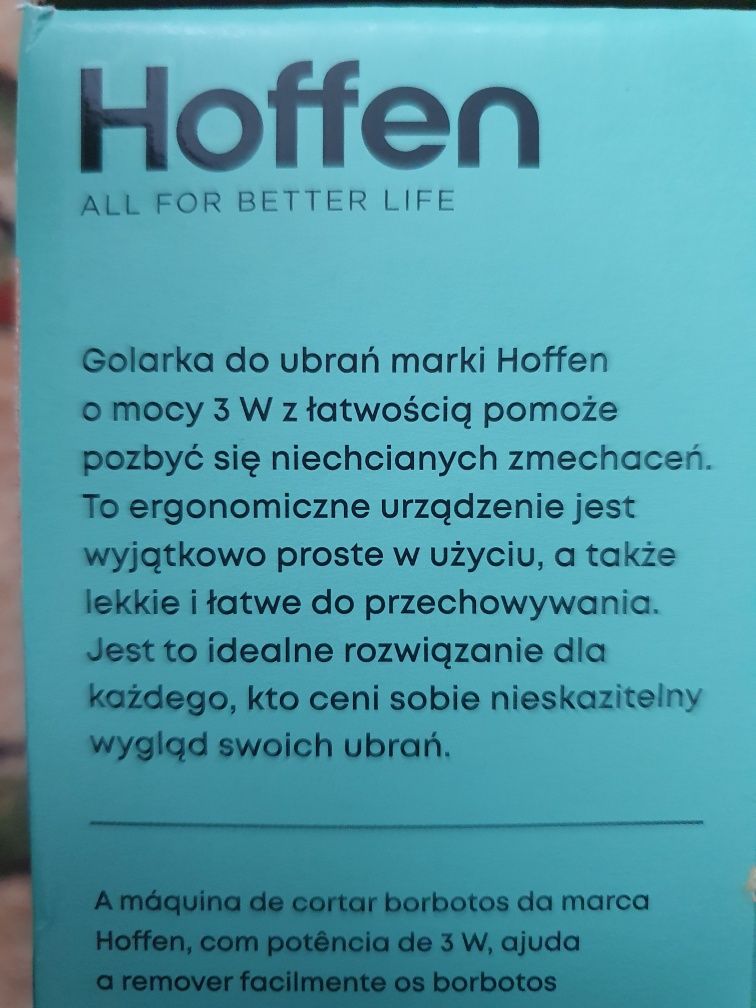 Hoffen
ALL FOR BETTER LIFE
Golarka do ubrań marki Hoffen
o mocy 3 W z łatwością pomoże
pozbyć się niechcianych zmechaceń.
To ergonomiczne urządzenie jest
wyjątkowo proste w użyciu, a także
lekkie i łatwe do przechowywania.
Jest to idealne rozwiązanie dla
każdego, kto ceni sobie nieskazitelny
wygląd swoich ubrań.
A máquina de cortar borbotos da marca
Hoffen, com potência de 3 W, ajuda
a remover facilmente os borbotos